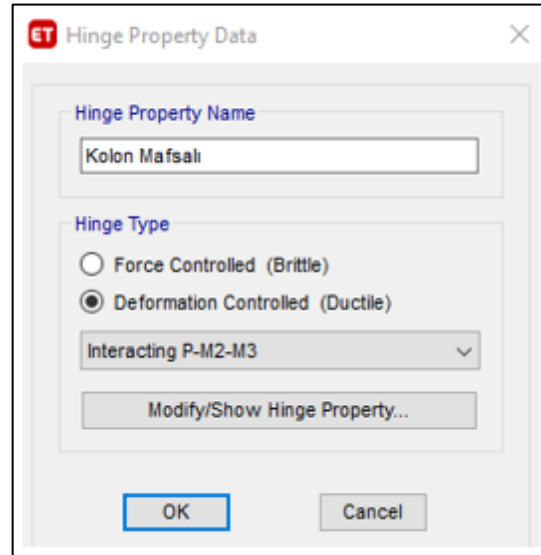 ET Hinge Property Data
Hinge Property Name
Kolon Mafsalı
Hinge Type
Force Controlled (Brittle)
Deformation Controlled (Ductile)
Interacting P-M2-M3
Modify/Show Hinge Property...
OK Cancel